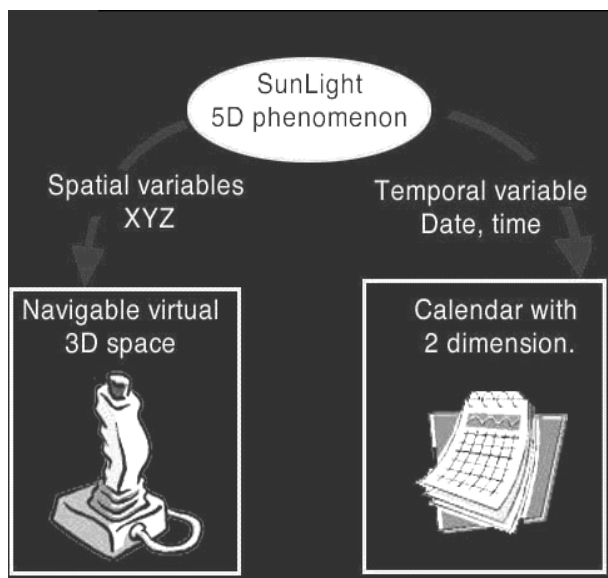 SunLight
5D phenomenon
Spatial variables
XYZ
Temporal variable
Date, time
Navigable virtual
3D space
Calendar with
2 dimension.